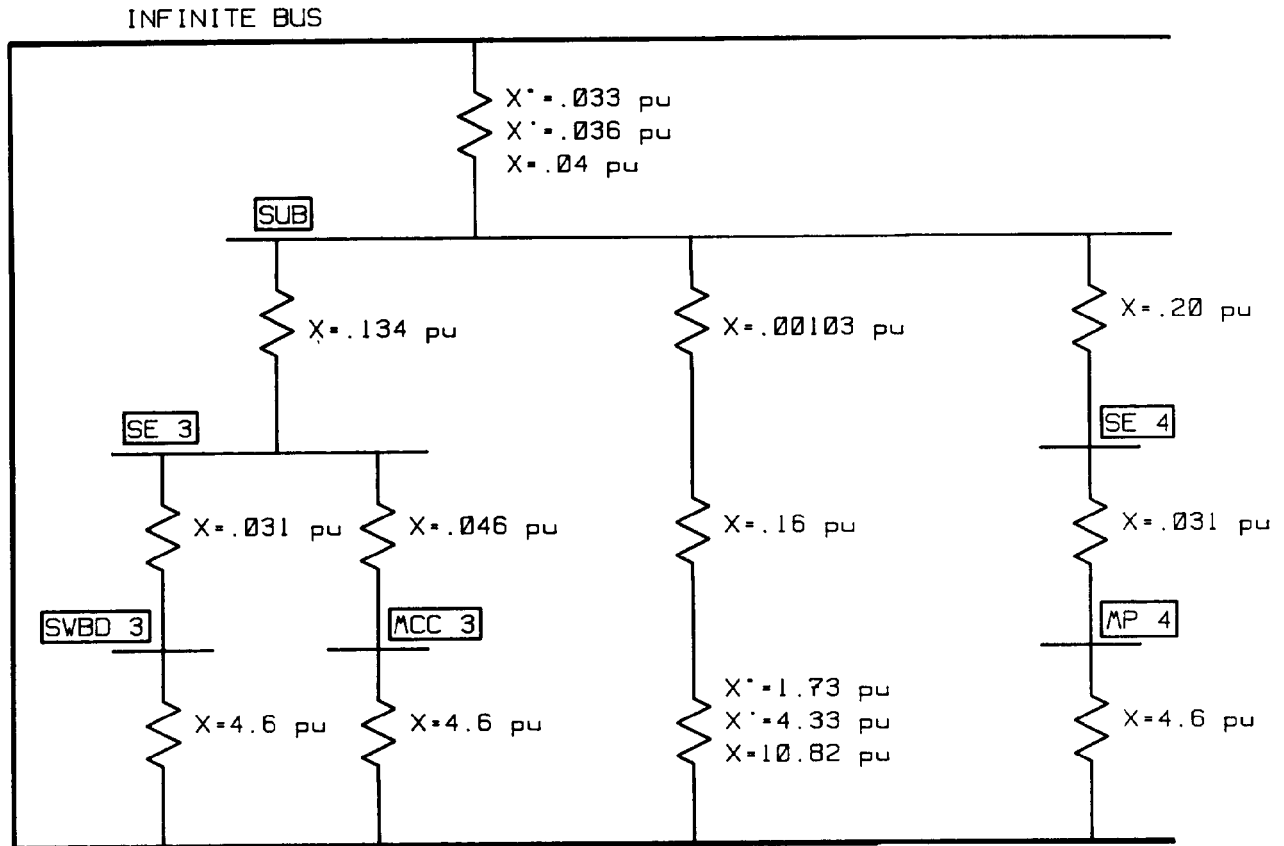 INFINITE BUS
X"=.033 pu
X'=.036 pu
X=.04 pu
SUB
X=.134 pu
X=.00103 pu
X=.20 pu
SE 3
SE 4
X=.031 pu
X=.046 pu
X=.16 pu
X=.031 pu
SWBD 3
MCC 3
MP 4
X=4.6 pu
X=4.6 pu
X"=1.73 pu
X'=4.33 pu
X=10.82 pu
X=4.6 pu